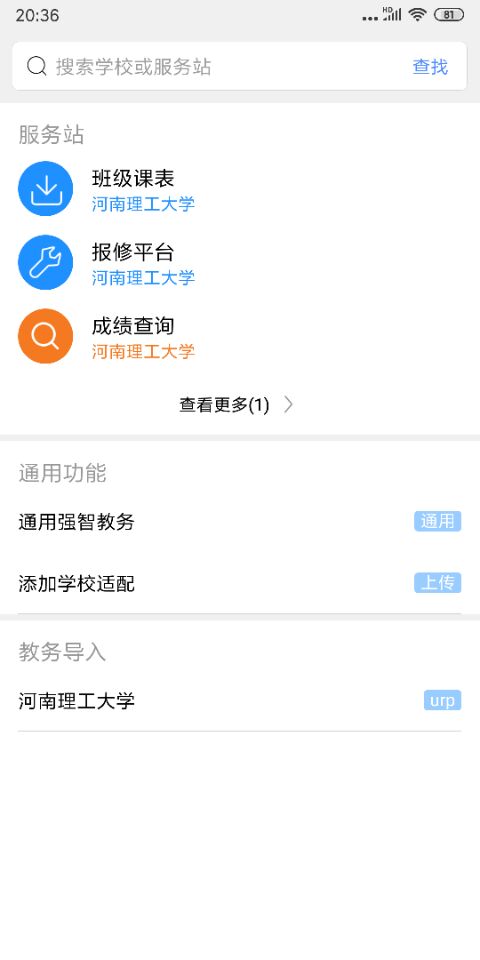 20:36
HD
81
搜索学校或服务站 查找
服务站
班级课表
河南理工大学
报修平台
河南理工大学
成绩查询
河南理工大学
查看更多(1)
通用功能
通用强智教务 通用
添加学校适配 上传
教务导入
河南理工大学 urp